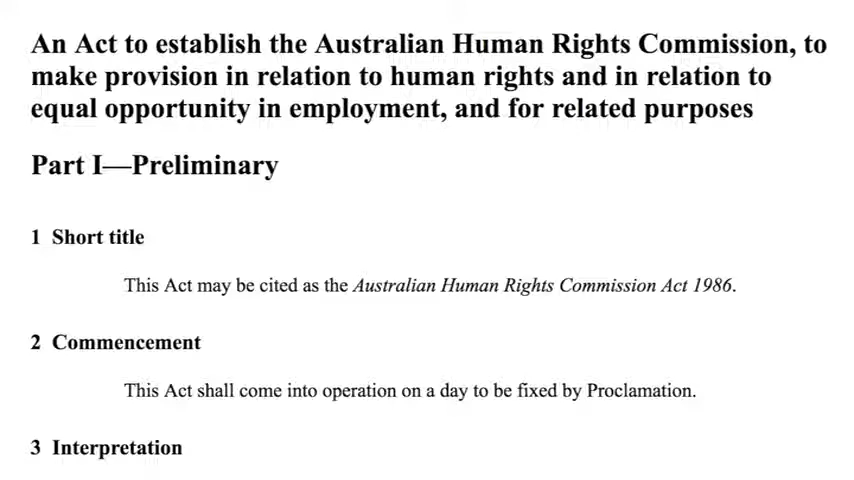 An Act to establish the Australian Human Rights Commission, to
make provision in relation to human rights and in relation to
equal opportunity in employment, and for related purposes
Part I—Preliminary
1 Short title
This Act may be cited as the Australian Human Rights Commission Act 1986.
2 Commencement
This Act shall come into operation on a day to be fixed by Proclamation.
3 Interpretation